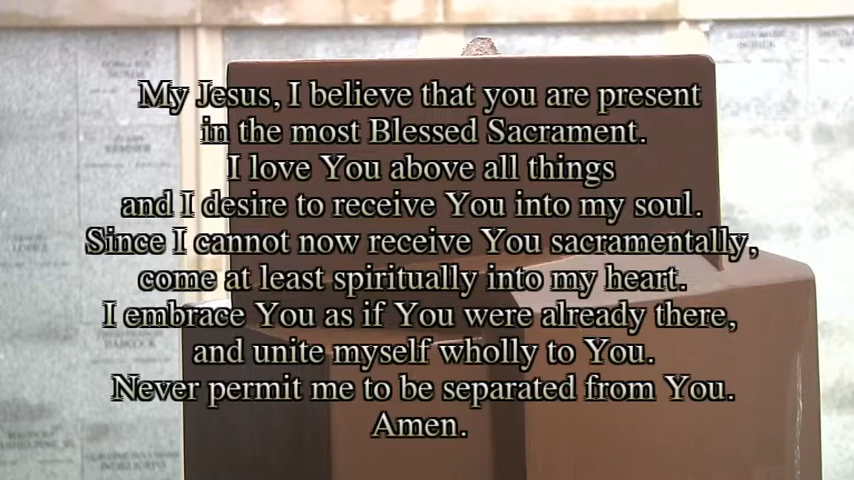 My Jesus, I believe that you are present
in the most Blessed Sacrament.
I love You above all things
and I desire to receive You into my soul.
Since I cannot now receive You sacramentally,
come at least spiritually into my heart.
I embrace You as if You were already there,
and unite myself wholly to You.
Never permit me to be separated from You.
Amen.